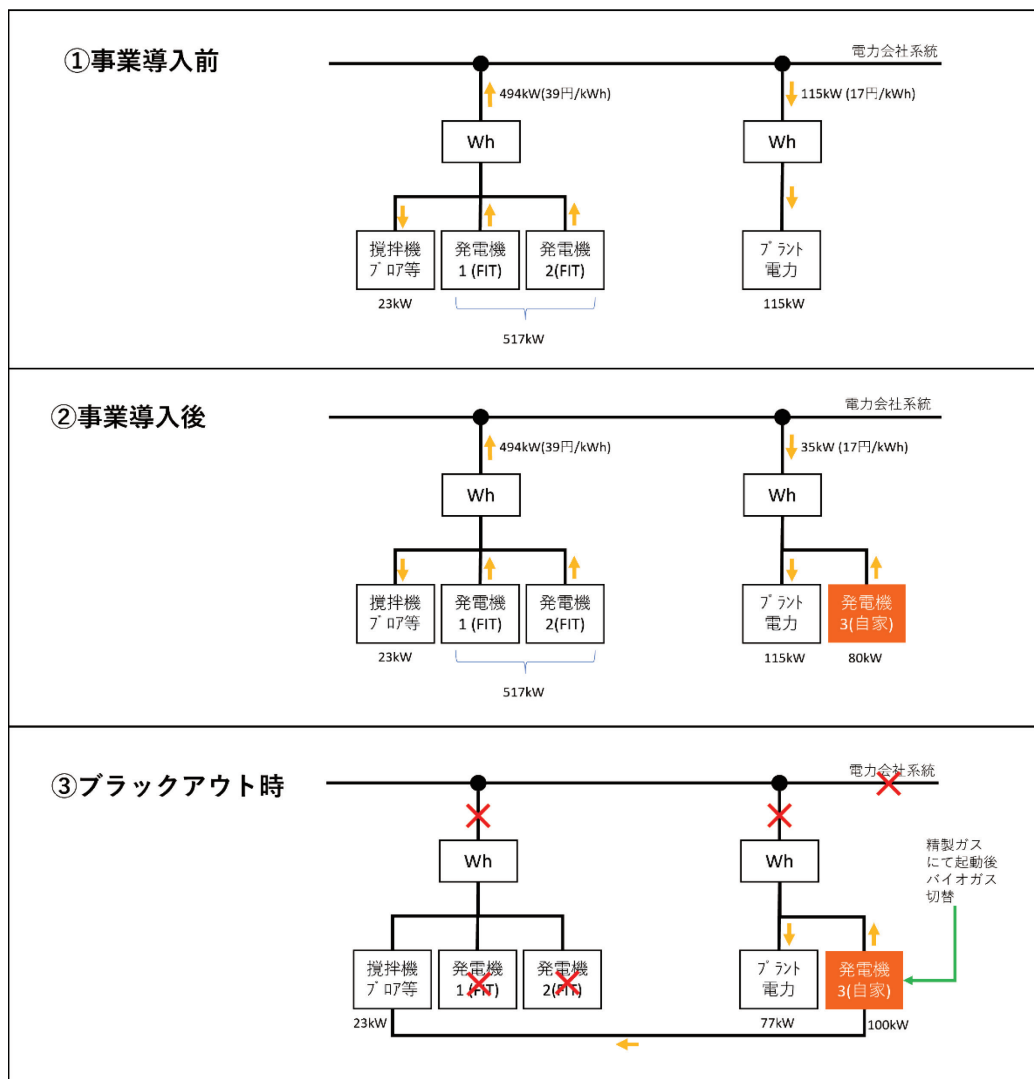 ①事業導入前
電力会社系統
494kW(39円/kWh)
115kW (17円/kWh)
Wh
Wh
攪拌機
ブロア等
発電機
1 (FIT)
発電機
2(FIT)
プラント
電力
23kW
115kW
517kW
②事業導入後
電力会社系統
494kW(39円/kWh)
35kW (17円/kWh)
Wh
Wh
攪拌機
ブロア等
発電機
1 (FIT)
発電機
2(FIT)
プラント
電力
発電機
3(自家)
23kW
115kW
80kW
517kW
③ブラックアウト時
電力会社系統
精製ガス
にて起動後
バイオガス
切替
Wh
Wh
攪拌機
ブロア等
発電機
1 (FIT)
発電機
2(FIT)
プラント
電力
発電機
3(自家)
23kW
77kW
100kW